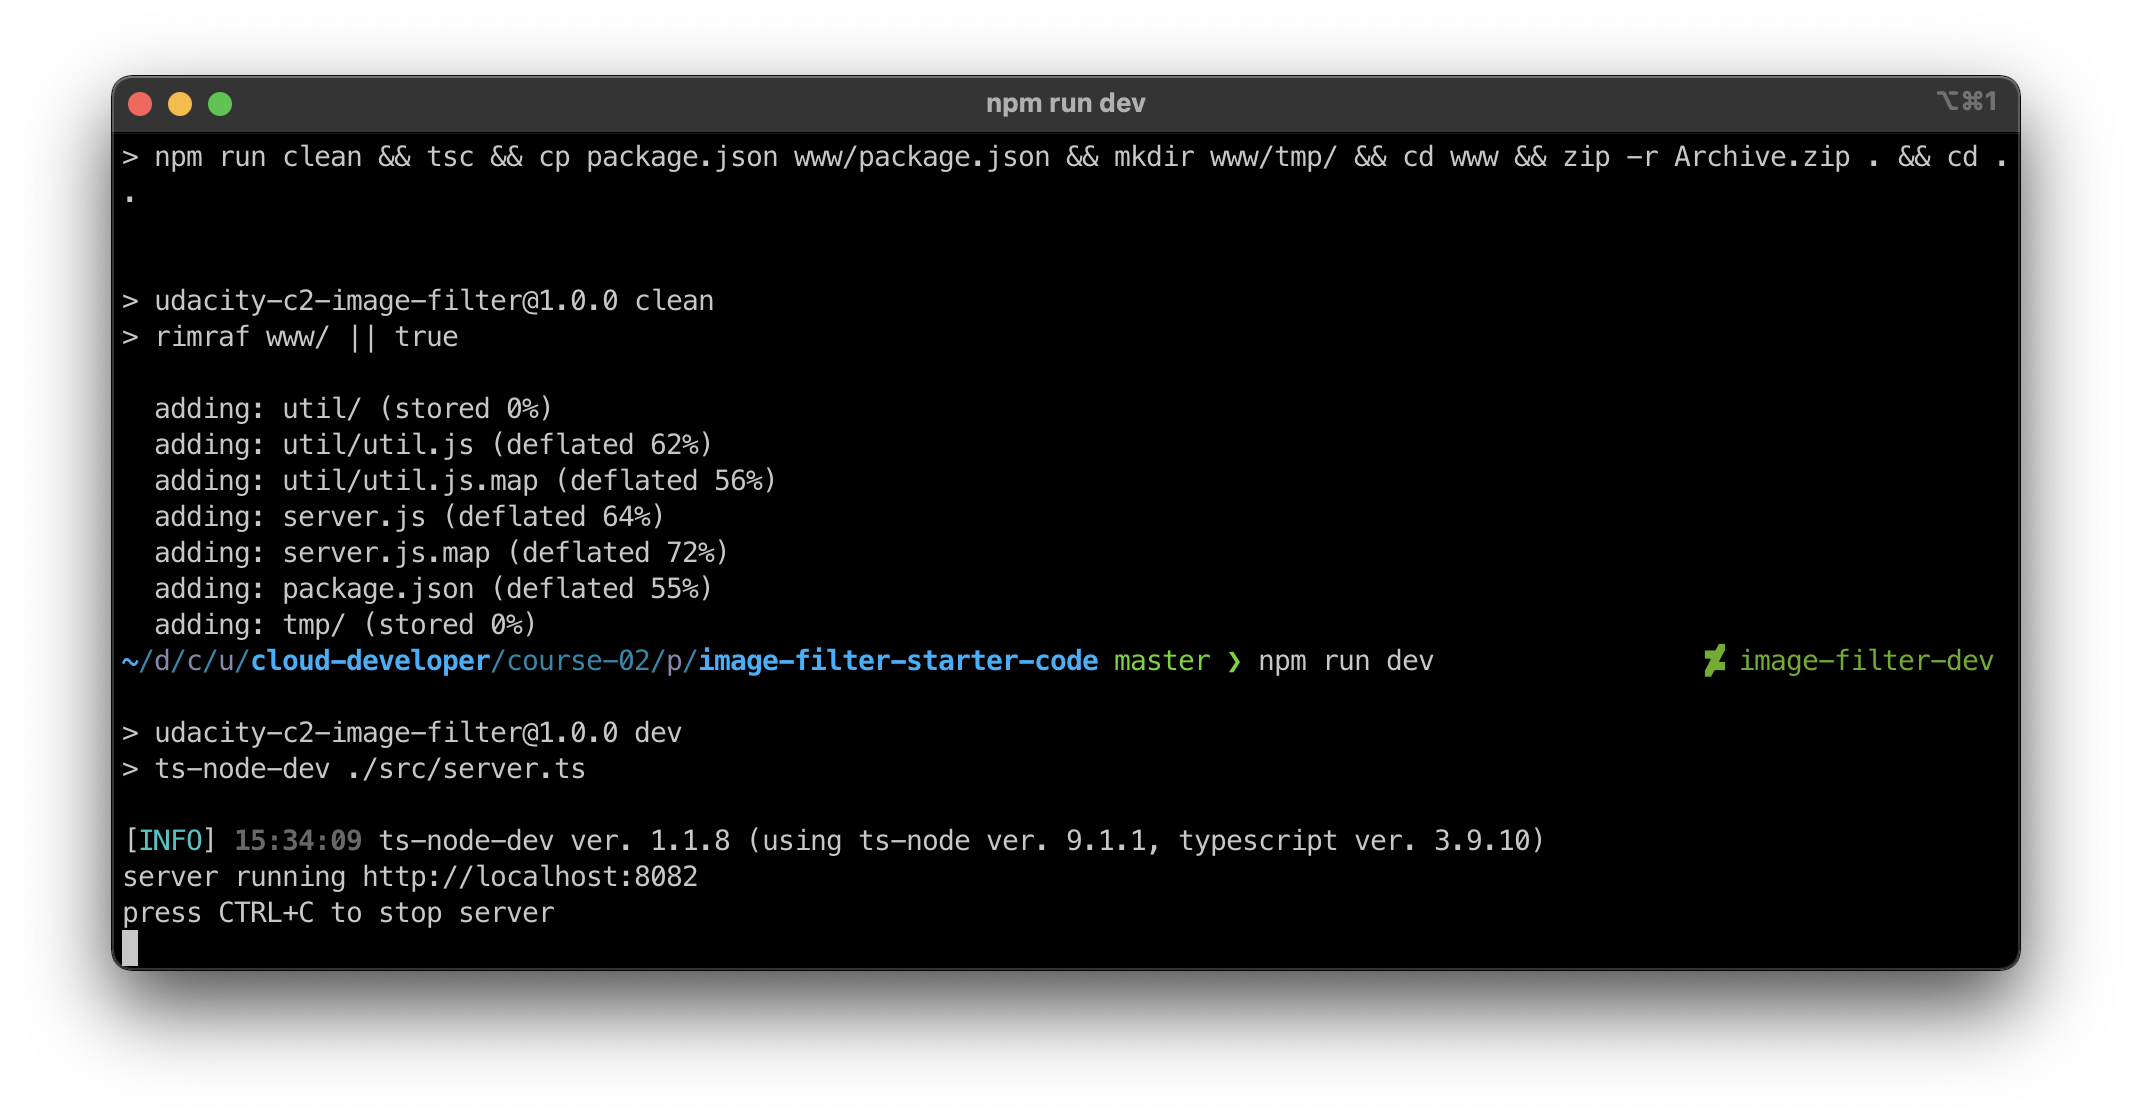 npm run dev
⌥⌘1
> npm run clean && tsc && cp package.json www/package.json && mkdir www/tmp/ && cd www && zip -r Archive.zip . && cd .
.
> udacity-c2-image-filter@1.0.0 clean
> rimraf www/ || true
adding: util/ (stored 0%)
adding: util/util.js (deflated 62%)
adding: util/util.js.map (deflated 56%)
adding: server.js (deflated 64%)
adding: server.js.map (deflated 72%)
adding: package.json (deflated 55%)
adding: tmp/ (stored 0%)
~/d/c/u/cloud-developer/course-02/p/image-filter-starter-code master ❯ npm run dev image-filter-dev
> udacity-c2-image-filter@1.0.0 dev
> ts-node-dev ./src/server.ts
[INFO] 15:34:09 ts-node-dev ver. 1.1.8 (using ts-node ver. 9.1.1, typescript ver. 3.9.10)
server running http://localhost:8082
press CTRL+C to stop server